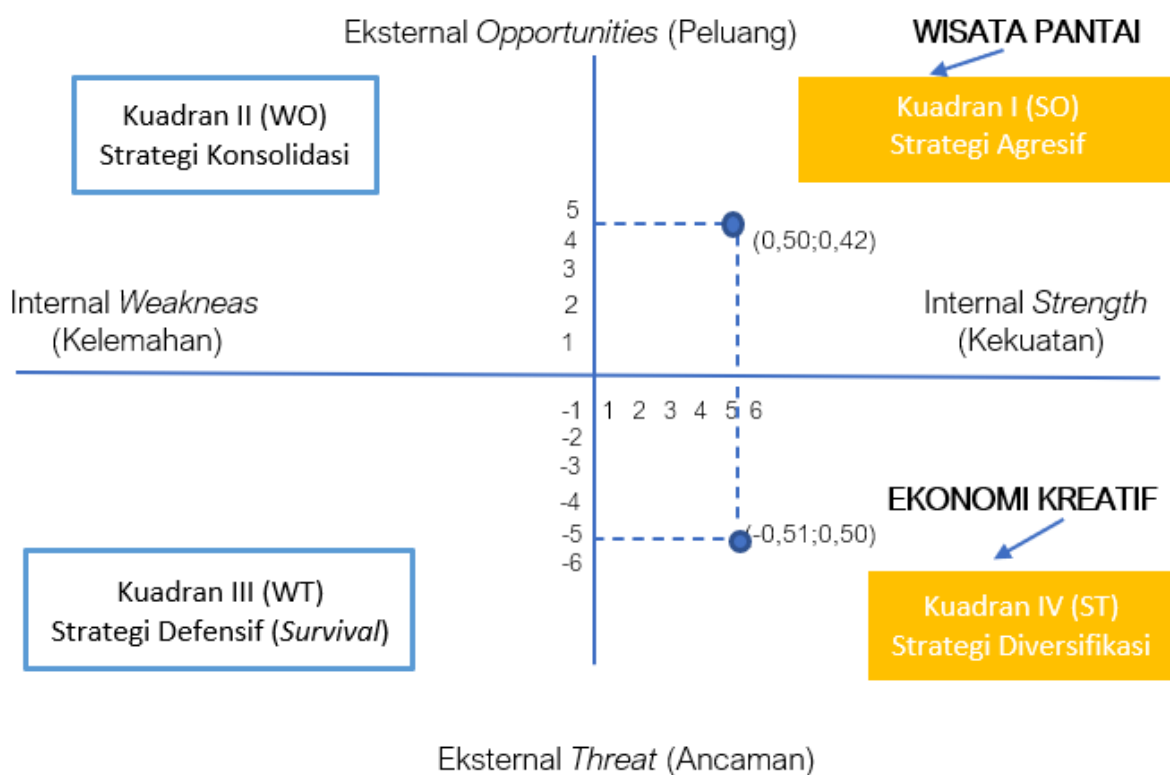 Eksternal Opportunities (Peluang)
WISATA PANTAI
Kuadran II (WO)
Strategi Konsolidasi
Kuadran I (SO)
Strategi Agresif
5
4
3
2
1
(0,50;0,42)
Internal Weakneas
(Kelemahan)
Internal Strength
(Kekuatan)
-1 1 2 3 4 5 6
-2
-3
-4
-5
-6
EKONOMI KREATIF
(-0,51;0,50)
Kuadran III (WT)
Strategi Defensif (Survival)
Kuadran IV (ST)
Strategi Diversifikasi
Eksternal Threat (Ancaman)